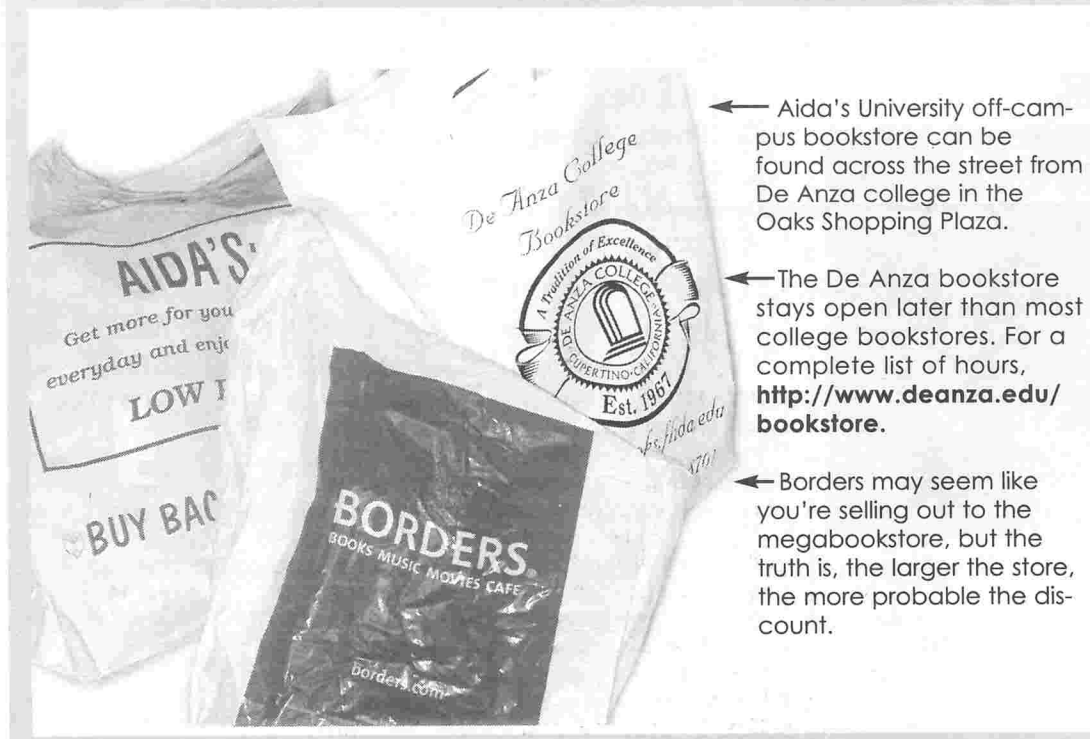 AIDA'S
Get more for you
everyday and enj
LOW
BUY BAC
De Anza College
Bookstore
A Tradition of Excellence
DE ANZA COLLEGE
CUPERTINO • CALIFORNIA
Est. 1967
fhda.edu
BORDERS
BOOKS MUSIC MOVIES CAFE
borders.com
Aida's University off-cam-
pus bookstore can be
found across the street from
De Anza college in the
Oaks Shopping Plaza.
The De Anza bookstore
stays open later than most
college bookstores. For a
complete list of hours,
http://www.deanza.edu/
bookstore.
Borders may seem like
you're selling out to the
megabookstore, but the
truth is, the larger the store,
the more probable the dis-
count.